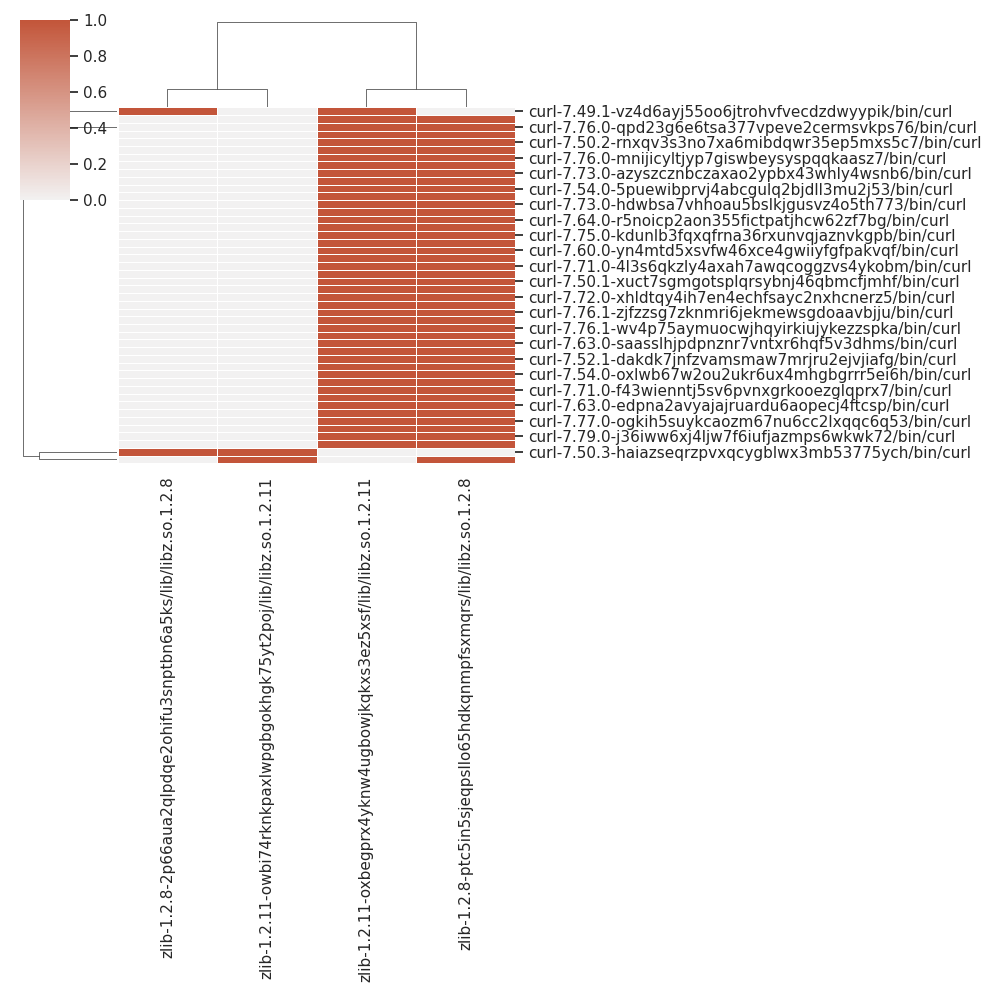 1.0
0.8
0.6
0.4
0.2
0.0
curl-7.49.1-vz4d6ayj55oo6jtrohvfvecdzdwyypik/bin/curl
curl-7.76.0-qpd23g6e6tsa377vpeve2cermsvkps76/bin/curl
curl-7.50.2-rnxqv3s3no7xa6mibdqwr35ep5mxs5c7/bin/curl
curl-7.76.0-mnijicyltjyp7giswbeysyspqqkaasz7/bin/curl
curl-7.73.0-azyszcznbczaxao2ypbx43whly4wsnb6/bin/curl
curl-7.54.0-5puewibprvj4abcgulq2bjdll3mu2j53/bin/curl
curl-7.73.0-hdwbsa7vhhoau5bslkjgusvz4o5th773/bin/curl
curl-7.64.0-r5noicp2aon355fictpatjhcw62zf7bg/bin/curl
curl-7.75.0-kdunlb3fqxqfrna36rxunvqjaznvkgpb/bin/curl
curl-7.60.0-yn4mtd5xsvfw46xce4gwiiyfgfpakvqf/bin/curl
curl-7.71.0-4l3s6qkzly4axah7awqcoggzvs4ykobm/bin/curl
curl-7.50.1-xuct7sgmgotsplqrsybnj46qbmcfjmhf/bin/curl
curl-7.72.0-xhldtqy4ih7en4echfsayc2nxhcnerz5/bin/curl
curl-7.76.1-zjfzzsg7zknmri6jekmewsgdoaavbjju/bin/curl
curl-7.76.1-wv4p75aymuocwjhqyirkiujykezzspka/bin/curl
curl-7.63.0-saasslhjpdpnznr7vntxr6hqf5v3dhms/bin/curl
curl-7.52.1-dakdk7jnfzvamsmaw7mrjru2ejvjiafg/bin/curl
curl-7.54.0-oxlwb67w2ou2ukr6ux4mhgbgrrr5ei6h/bin/curl
curl-7.71.0-f43wienntj5sv6pvnxgrkooezglqprx7/bin/curl
curl-7.63.0-edpna2avyajajruardu6aopecj4ftcsp/bin/curl
curl-7.77.0-ogkih5suykcaozm67nu6cc2lxqqc6q53/bin/curl
curl-7.79.0-j36iww6xj4ljw7f6iufjazmps6wkwk72/bin/curl
curl-7.50.3-haiazseqrzpvxqcygblwx3mb53775ych/bin/curl
zlib-1.2.8-2p66aua2qlpdqe2ohifu3snptbn6a5ks/lib/libz.so.1.2.8
zlib-1.2.11-owbi74rknkpaxlwpgbgokhgk75yt2poj/lib/libz.so.1.2.11
zlib-1.2.11-oxbegprx4yknw4ugbowjkqkxs3ez5xsf/lib/libz.so.1.2.11
zlib-1.2.8-ptc5in5sjeqpsllo65hdkqnmpfsxmqrs/lib/libz.so.1.2.8